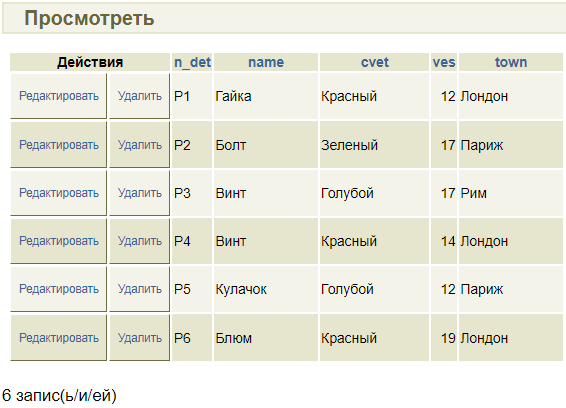 Просмотреть
Действия n_det name cvet ves town
Редактировать Удалить P1 Гайка Красный 12 Лондон
Редактировать Удалить P2 Болт Зеленый 17 Париж
Редактировать Удалить P3 Винт Голубой 17 Рим
Редактировать Удалить P4 Винт Красный 14 Лондон
Редактировать Удалить P5 Кулачок Голубой 12 Париж
Редактировать Удалить P6 Блюм Красный 19 Лондон
6 запис(ь/и/ей)